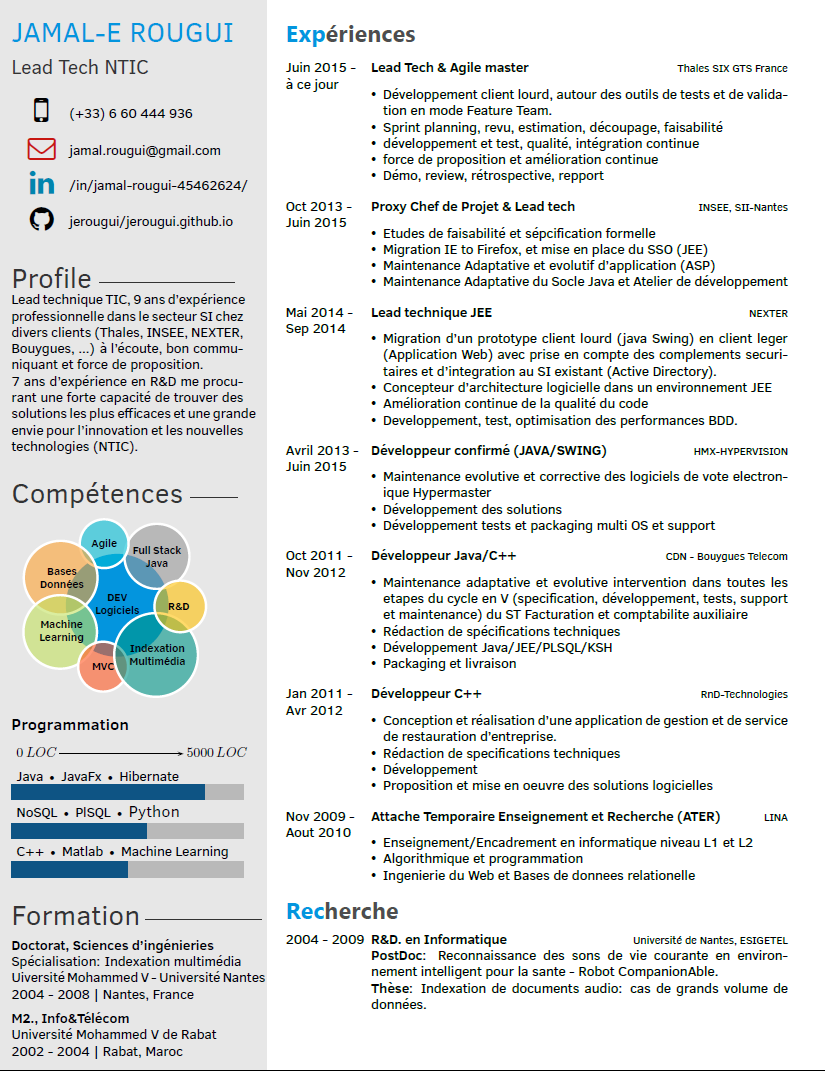 JAMAL-E ROUGUI
Lead Tech NTIC
(+33) 6 60 444 936
jamal.rougui@gmail.com
/in/jamal-rougui-45462624/
jerougui/jerougui.github.io
Profile
Lead technique TIC, 9 ans d'expérience
professionnelle dans le secteur SI chez
divers clients (Thales, INSEE, NEXTER,
Bouygues, ...) à l'écoute, bon commu-
niquant et force de proposition.
7 ans d'expérience en R&D me procu-
rant une forte capacité de trouver des
solutions les plus efficaces et une grande
envie pour l'innovation et les nouvelles
technologies (NTIC).
Compétences
Agile
Full Stack
Java
Bases
Données
DEV
Logiciels
R&D
Machine
Learning
Indexation
Multimédia
MVC
Programmation
0 LOC 5000 LOC
Java • JavaFx • Hibernate
NoSQL • PlSQL • Python
C++ • Matlab • Machine Learning
Formation
Doctorat, Sciences d'ingénieries
Spécialisation: Indexation multimédia
Uiversité Mohammed V - Université Nantes
2004 - 2008 | Nantes, France
M2., Info&Télécom
Université Mohammed V de Rabat
2002 - 2004 | Rabat, Maroc
Expériences
Juin 2015 - Lead Tech & Agile master Thales SIX GTS France
à ce jour
• Développement client lourd, autour des outils de tests et de valida-
tion en mode Feature Team.
• Sprint planning, revu, estimation, découpage, faisabilité
• développement et test, qualité, intégration continue
• force de proposition et amélioration continue
• Démo, review, rétrospective, repport
Oct 2013 - Proxy Chef de Projet & Lead tech INSEE, SII-Nantes
Juin 2015
• Etudes de faisabilité et sépcification formelle
• Migration IE to Firefox, et mise en place du SSO (JEE)
• Maintenance Adaptative et evolutif d'application (ASP)
• Maintenance Adaptative du Socle Java et Atelier de développement
Mai 2014 - Lead technique JEE NEXTER
Sep 2014
• Migration d'un prototype client lourd (java Swing) en client leger
(Application Web) avec prise en compte des complements securi-
taires et d'integration au SI existant (Active Directory).
• Concepteur d'architecture logicielle dans un environnement JEE
• Amélioration continue de la qualité du code
• Developpement, test, optimisation des performances BDD.
Avril 2013 - Développeur confirmé (JAVA/SWING) HMX-HYPERVISION
Juin 2015
• Maintenance evolutive et corrective des logiciels de vote electron-
ique Hypermaster
• Développement des solutions
• Développement tests et packaging multi OS et support
Oct 2011 - Développeur Java/C++ CDN - Bouygues Telecom
Nov 2012
• Maintenance adaptative et evolutive intervention dans toutes les
etapes du cycle en V (specification, développement, tests, support
et maintenance) du ST Facturation et comptabilite auxiliaire
• Rédaction de spécifications techniques
• Développement Java/JEE/PLSQL/KSH
• Packaging et livraison
Jan 2011 - Développeur C++ RnD-Technologies
Avr 2012
• Conception et réalisation d'une application de gestion et de service
de restauration d'entreprise.
• Rédaction de specifications techniques
• Développement
• Proposition et mise en oeuvre des solutions logicielles
Nov 2009 - Attache Temporaire Enseignement et Recherche (ATER) LINA
Aout 2010
• Enseignement/Encadrement en informatique niveau L1 et L2
• Algorithmique et programmation
• Ingenierie du Web et Bases de donnees relationelle
Recherche
2004 - 2009 R&D. en Informatique Université de Nantes, ESIGETEL
PostDoc: Reconnaissance des sons de vie courante en environ-
nement intelligent pour la sante - Robot CompanionAble.
Thèse: Indexation de documents audio: cas de grands volume de
données.